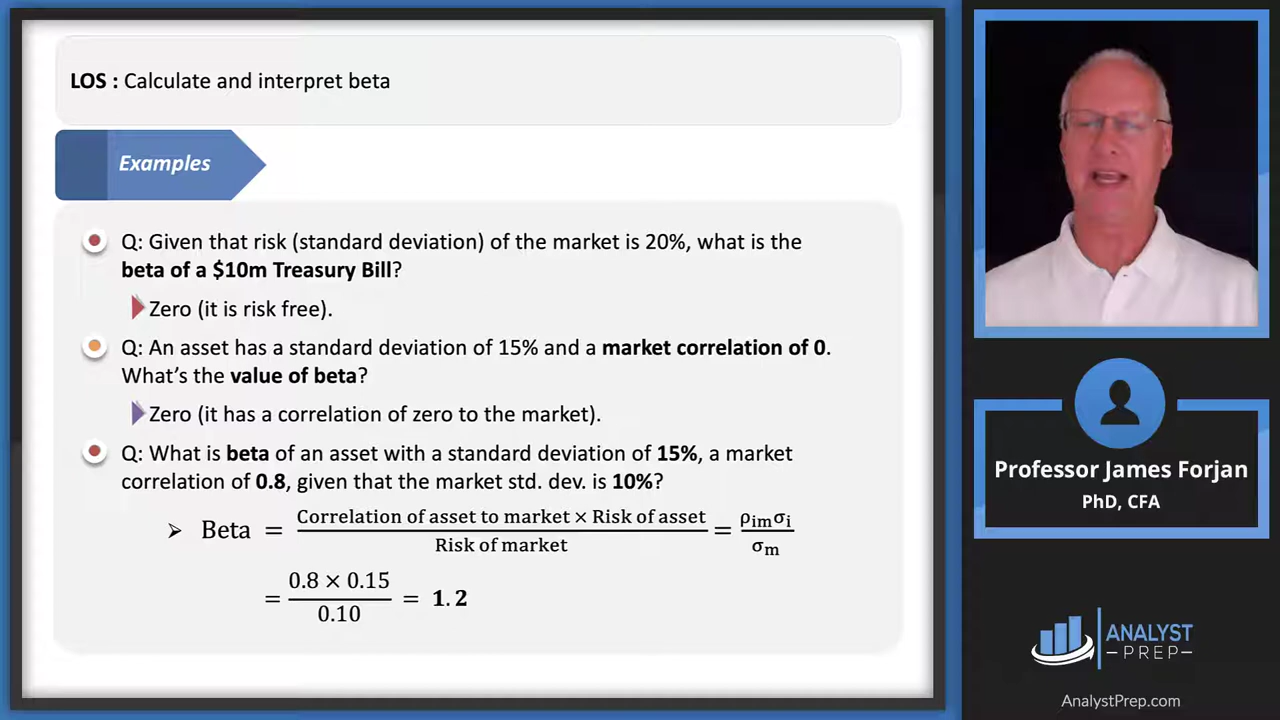 LOS : Calculate and interpret beta
Examples
Q: Given that risk (standard deviation) of the market is 20%, what is the
beta of a $10m Treasury Bill?
Zero (it is risk free).
Q: An asset has a standard deviation of 15% and a market correlation of 0.
What’s the value of beta?
Zero (it has a correlation of zero to the market).
Q: What is beta of an asset with a standard deviation of 15%, a market
correlation of 0.8, given that the market std. dev. is 10%?
Beta = Correlation of asset to market × Risk of asset / Risk of market = ρimσi / σm
= 0.8 × 0.15 / 0.10 = 1.2
Professor James Forjan
PhD, CFA
ANALYST
PREP
AnalystPrep.com